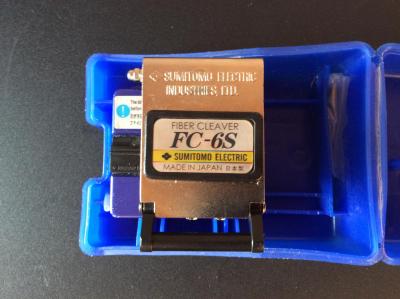 SUMITOMO ELECTRIC
INDUSTRIES, LTD.
FIBER CLEAVER
FC-6S
SUMITOMO ELECTRIC
MADE IN JAPAN 日本製